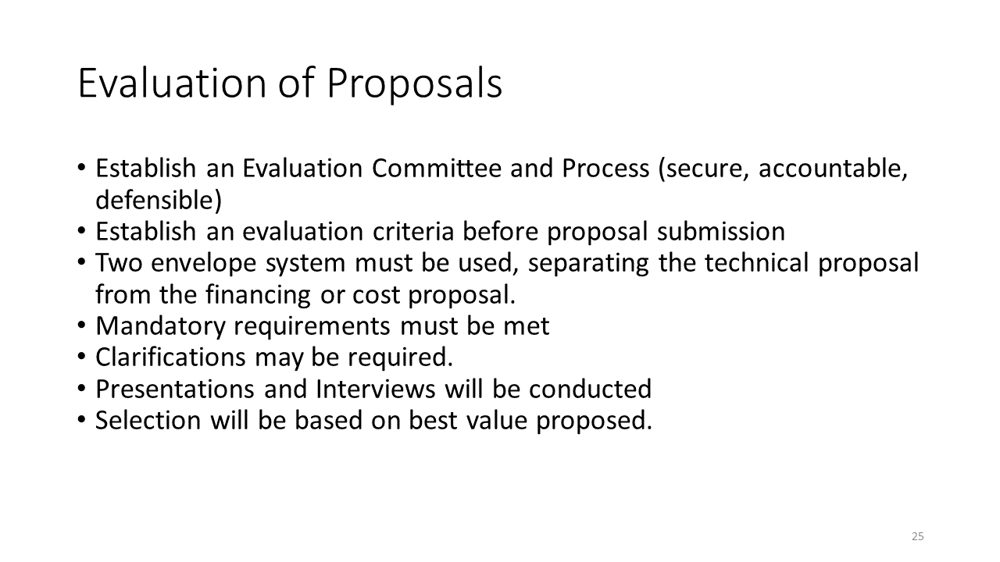 Evaluation of Proposals
• Establish an Evaluation Committee and Process (secure, accountable,
defensible)
• Establish an evaluation criteria before proposal submission
• Two envelope system must be used, separating the technical proposal
from the financing or cost proposal.
• Mandatory requirements must be met
• Clarifications may be required.
• Presentations and Interviews will be conducted
• Selection will be based on best value proposed.
25